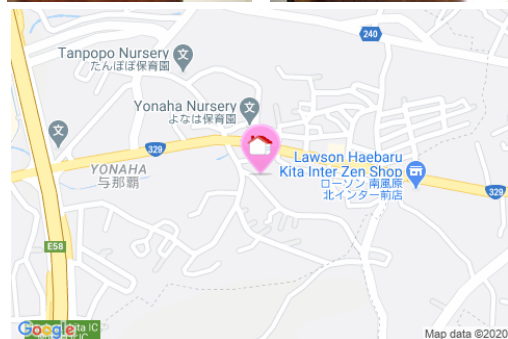 240
Tanpopo Nursery
たんぽぽ保育園
Yonaha Nursery
よなは保育園
329
Lawson Haebaru
Kita Inter Zen Shop
ローソン 南風原
北インター前店
YONAHA
与那覇
329
E58
Google
ta IC
Map data ©2020